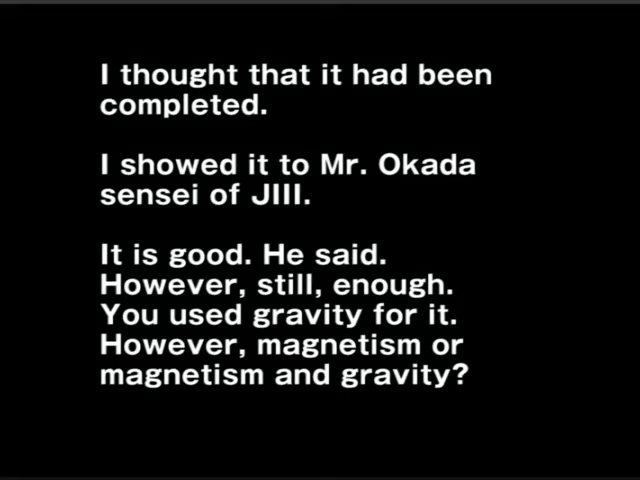 I thought that it had been
completed.
I showed it to Mr. Okada
sensei of JIII.
It is good. He said.
However, still, enough.
You used gravity for it.
However, magnetism or
magnetism and gravity?